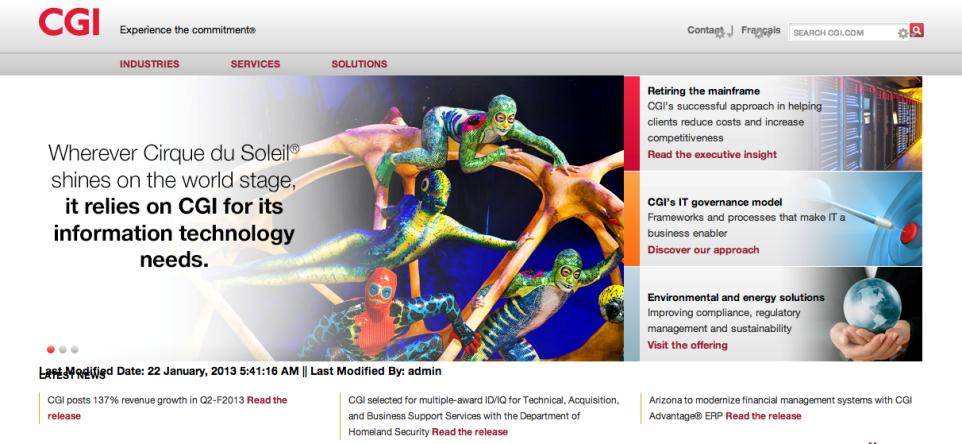 CGI
Experience the commitment®
Contact | Français
SEARCH CGI.COM
INDUSTRIES SERVICES SOLUTIONS
Wherever Cirque du Soleil®
shines on the world stage,
it relies on CGI for its
information technology
needs.
Retiring the mainframe
CGI's successful approach in helping
clients reduce costs and increase
competitiveness
Read the executive insight
CGI's IT governance model
Frameworks and processes that make IT a
business enabler
Discover our approach
Environmental and energy solutions
Improving compliance, regulatory
management and sustainability
Visit the offering
Last Modified Date: 22 January, 2013 5:41:16 AM || Last Modified By: admin
LATEST NEWS
CGI posts 137% revenue growth in Q2-F2013 Read the
release
CGI selected for multiple-award ID/IQ for Technical, Acquisition,
and Business Support Services with the Department of
Homeland Security Read the release
Arizona to modernize financial management systems with CGI
Advantage® ERP Read the release